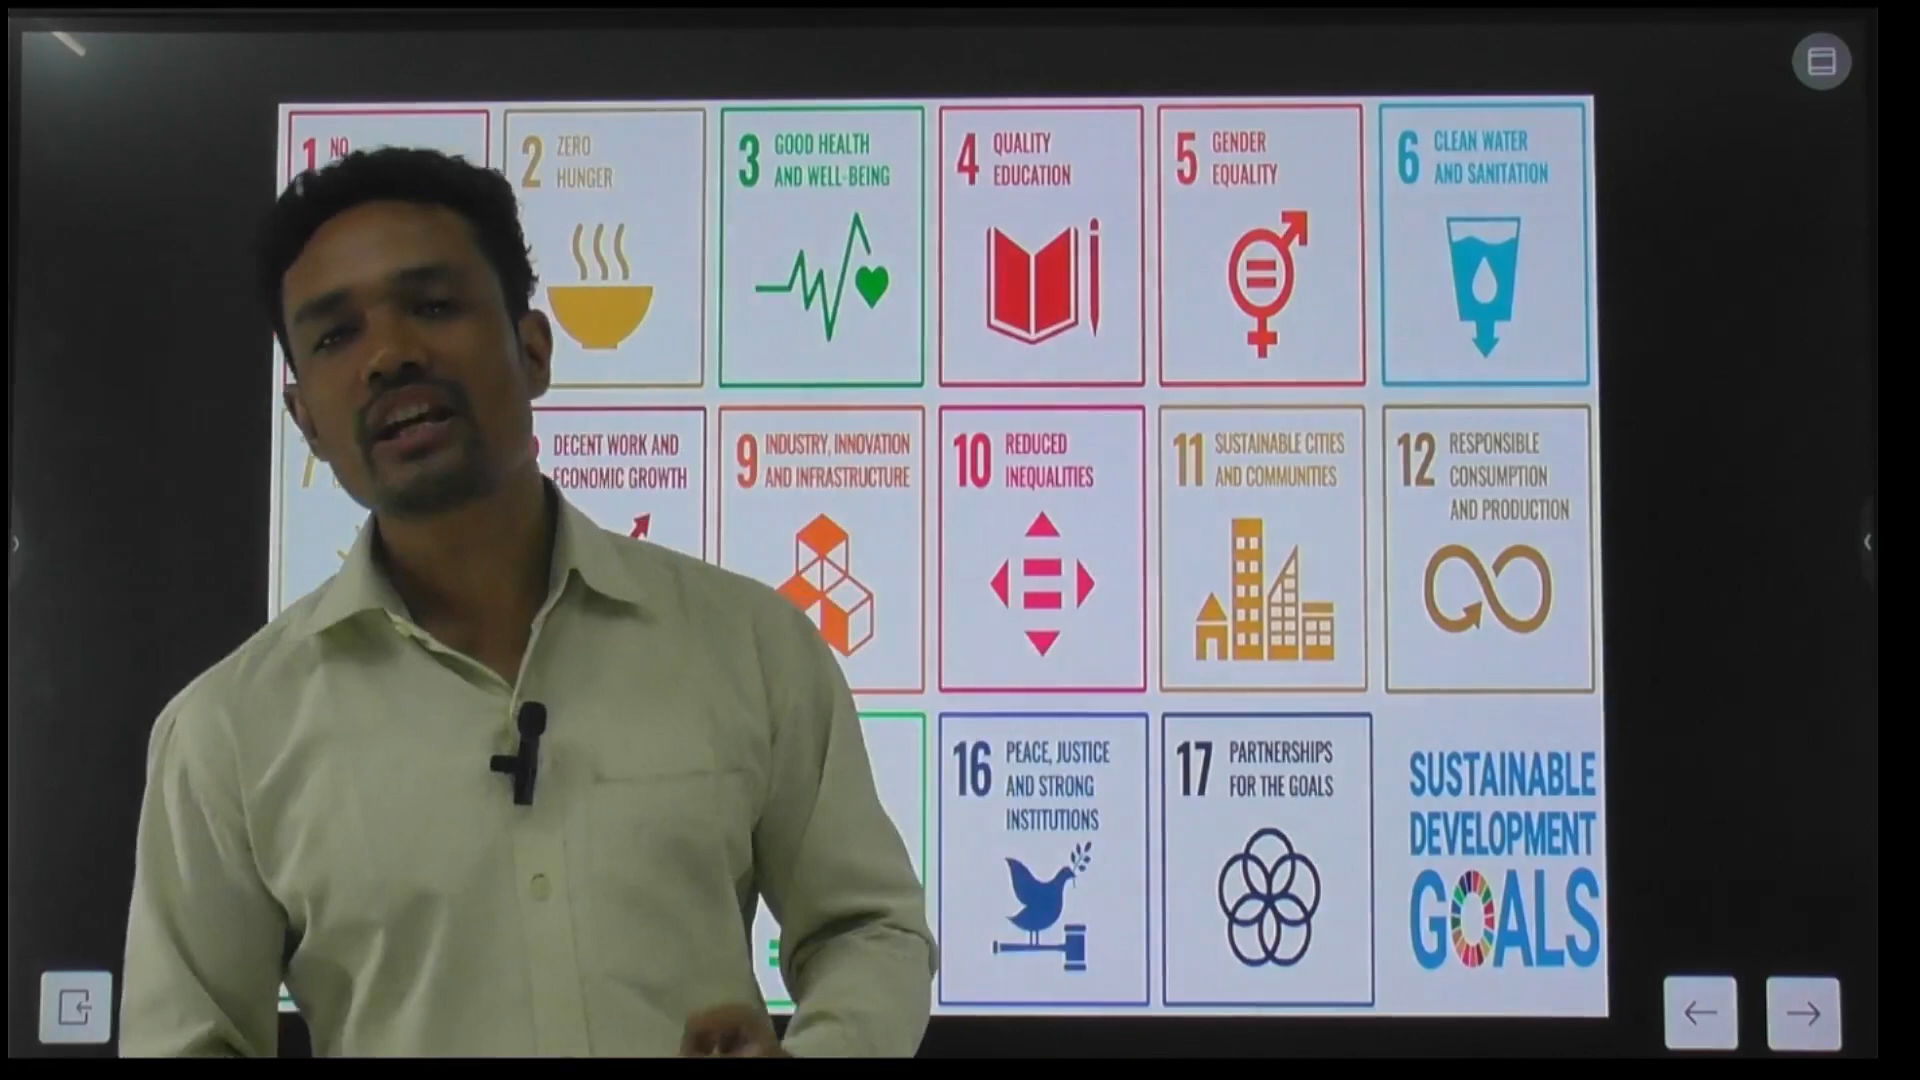 1 NO
2 ZERO
HUNGER
3 GOOD HEALTH
AND WELL-BEING
4 QUALITY
EDUCATION
5 GENDER
EQUALITY
6 CLEAN WATER
AND SANITATION
DECENT WORK AND
ECONOMIC GROWTH
9 INDUSTRY, INNOVATION
AND INFRASTRUCTURE
10 REDUCED
INEQUALITIES
11 SUSTAINABLE CITIES
AND COMMUNITIES
12 RESPONSIBLE
CONSUMPTION
AND PRODUCTION
16 PEACE, JUSTICE
AND STRONG
INSTITUTIONS
17 PARTNERSHIPS
FOR THE GOALS
SUSTAINABLE
DEVELOPMENT
GOALS